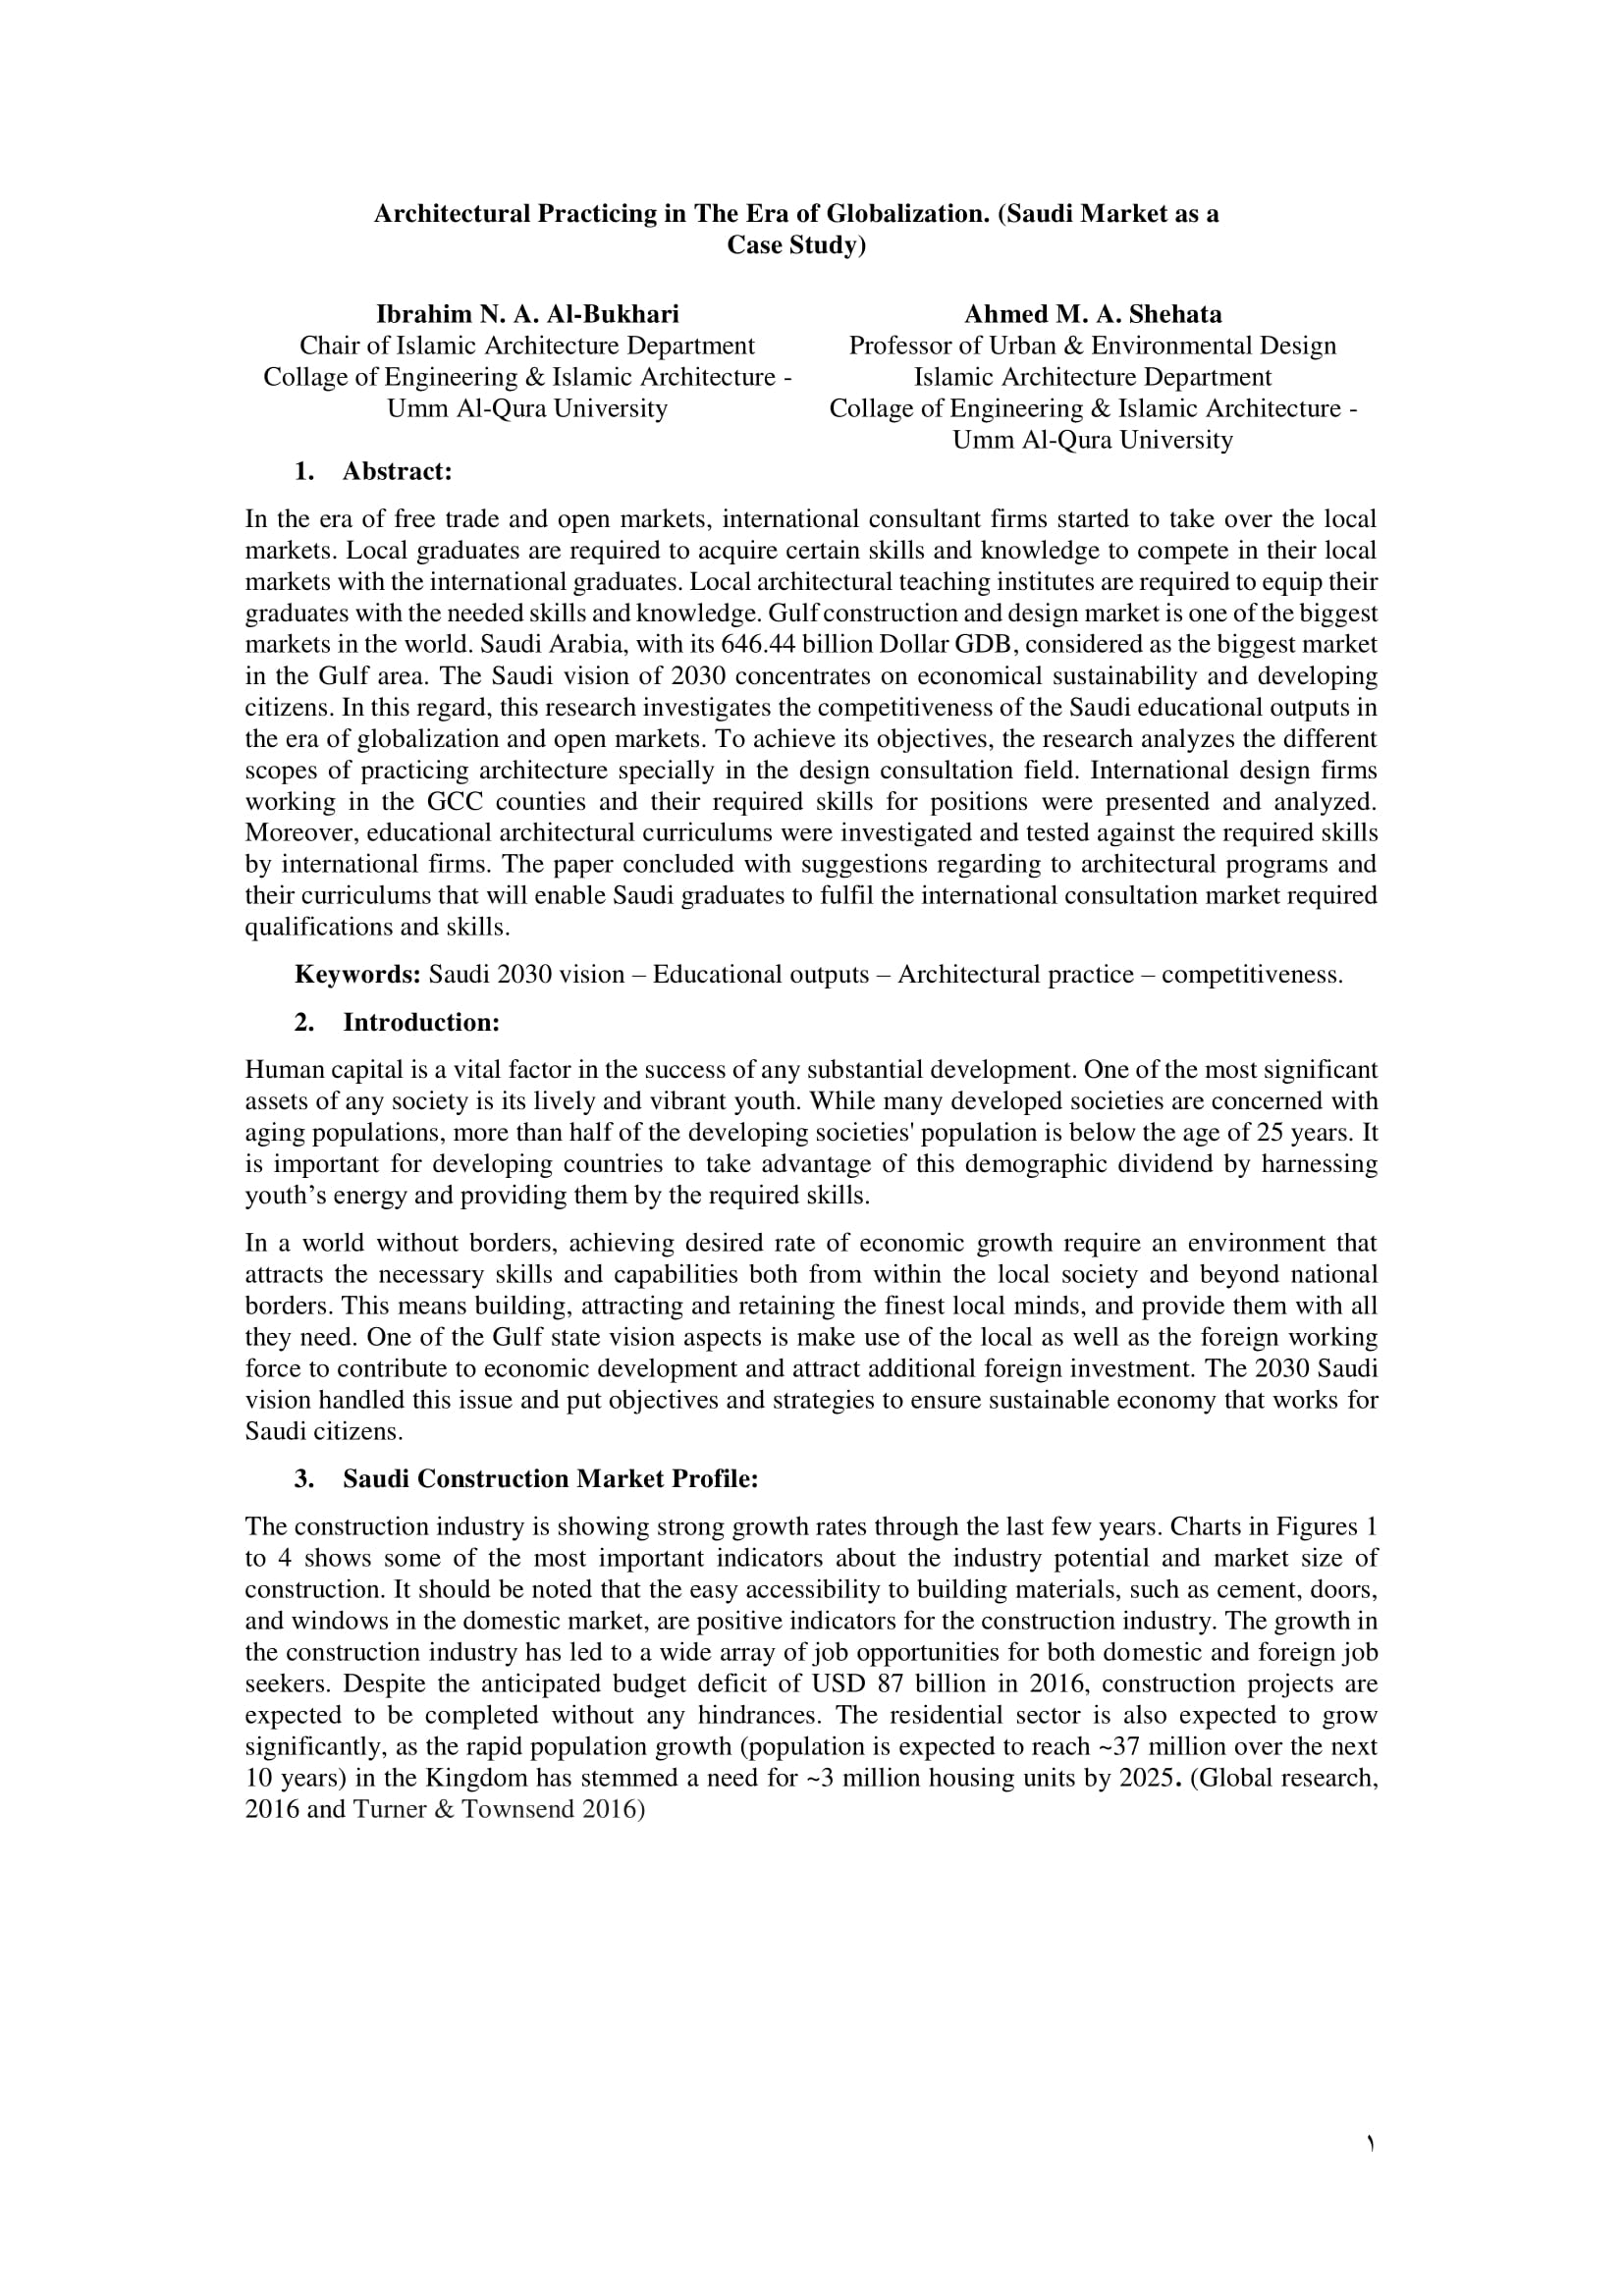 Architectural Practicing in The Era of Globalization. (Saudi Market as a
Case Study)
Ibrahim N. A. Al-Bukhari
Chair of Islamic Architecture Department
Collage of Engineering & Islamic Architecture -
Umm Al-Qura University
Ahmed M. A. Shehata
Professor of Urban & Environmental Design
Islamic Architecture Department
Collage of Engineering & Islamic Architecture -
Umm Al-Qura University
1. Abstract:
In the era of free trade and open markets, international consultant firms started to take over the local
markets. Local graduates are required to acquire certain skills and knowledge to compete in their local
markets with the international graduates. Local architectural teaching institutes are required to equip their
graduates with the needed skills and knowledge. Gulf construction and design market is one of the biggest
markets in the world. Saudi Arabia, with its 646.44 billion Dollar GDB, considered as the biggest market
in the Gulf area. The Saudi vision of 2030 concentrates on economical sustainability and developing
citizens. In this regard, this research investigates the competitiveness of the Saudi educational outputs in
the era of globalization and open markets. To achieve its objectives, the research analyzes the different
scopes of practicing architecture specially in the design consultation field. International design firms
working in the GCC counties and their required skills for positions were presented and analyzed.
Moreover, educational architectural curriculums were investigated and tested against the required skills
by international firms. The paper concluded with suggestions regarding to architectural programs and
their curriculums that will enable Saudi graduates to fulfil the international consultation market required
qualifications and skills.
Keywords: Saudi 2030 vision – Educational outputs – Architectural practice – competitiveness.
2. Introduction:
Human capital is a vital factor in the success of any substantial development. One of the most significant
assets of any society is its lively and vibrant youth. While many developed societies are concerned with
aging populations, more than half of the developing societies' population is below the age of 25 years. It
is important for developing countries to take advantage of this demographic dividend by harnessing
youth’s energy and providing them by the required skills.
In a world without borders, achieving desired rate of economic growth require an environment that
attracts the necessary skills and capabilities both from within the local society and beyond national
borders. This means building, attracting and retaining the finest local minds, and provide them with all
they need. One of the Gulf state vision aspects is make use of the local as well as the foreign working
force to contribute to economic development and attract additional foreign investment. The 2030 Saudi
vision handled this issue and put objectives and strategies to ensure sustainable economy that works for
Saudi citizens.
3. Saudi Construction Market Profile:
The construction industry is showing strong growth rates through the last few years. Charts in Figures 1
to 4 shows some of the most important indicators about the industry potential and market size of
construction. It should be noted that the easy accessibility to building materials, such as cement, doors,
and windows in the domestic market, are positive indicators for the construction industry. The growth in
the construction industry has led to a wide array of job opportunities for both domestic and foreign job
seekers. Despite the anticipated budget deficit of USD 87 billion in 2016, construction projects are
expected to be completed without any hindrances. The residential sector is also expected to grow
significantly, as the rapid population growth (population is expected to reach ~37 million over the next
10 years) in the Kingdom has stemmed a need for ~3 million housing units by 2025. (Global research,
2016 and Turner & Townsend 2016)
١